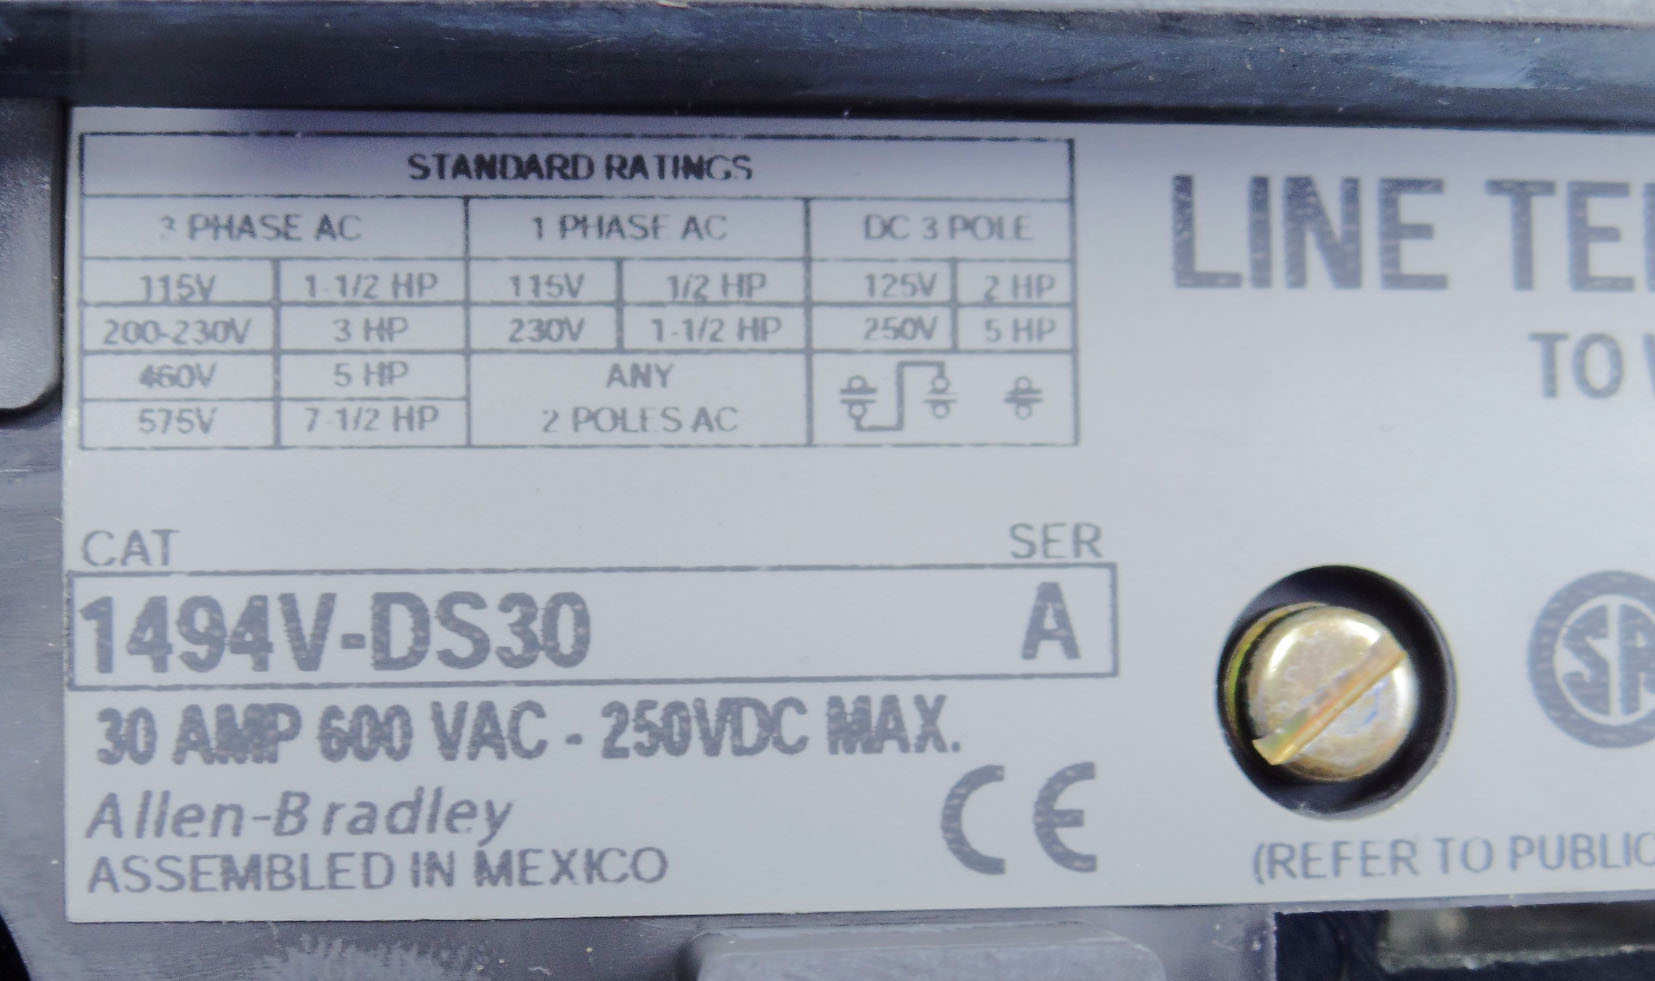 STANDARD RATINGS
3 PHASE AC 1 PHASE AC DC 3 POLE
115V 1-1/2 HP 115V 1/2 HP 125V 2 HP
200-230V 3 HP 230V 1-1/2 HP 250V 5 HP
460V 5 HP ANY
575V 7-1/2 HP 2 POLES AC
LINE
TO
CAT SER
1494V-DS30 A
30 AMP 600 VAC - 250VDC MAX.
Allen-Bradley
ASSEMBLED IN MEXICO
CE
(REFER TO